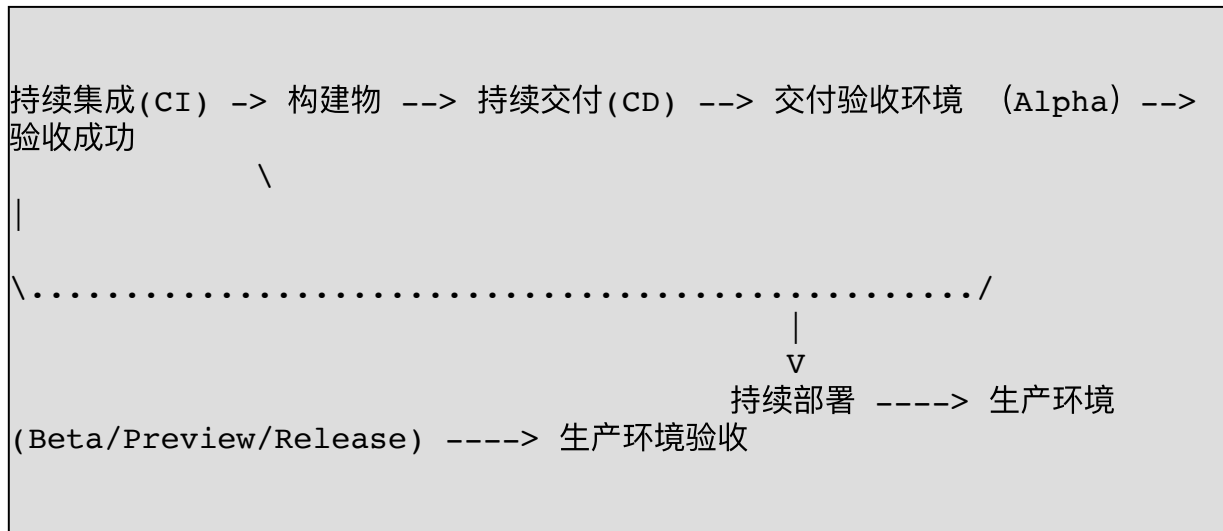 持续集成(CI) -> 构建物 --> 持续交付(CD) --> 交付验收环境 （Alpha）-->
验收成功
\
|
\................................................../
|
V
持续部署 ----> 生产环境
(Beta/Preview/Release) ----> 生产环境验收